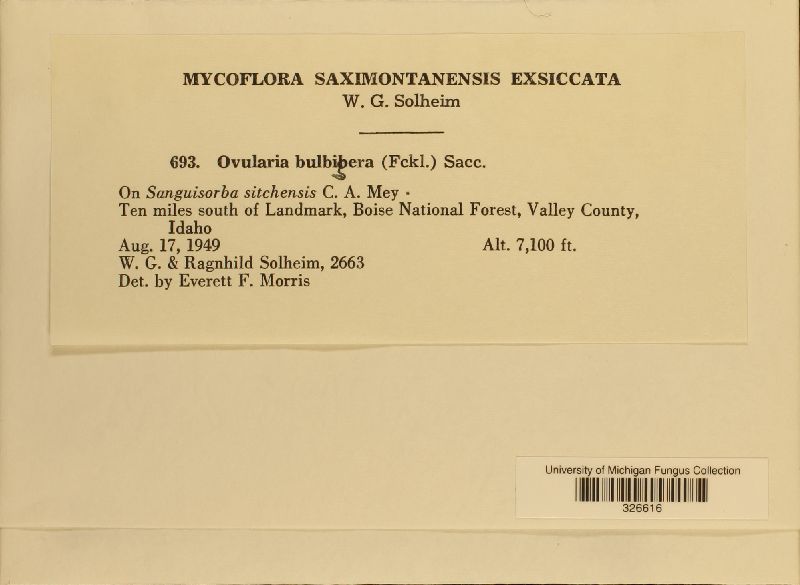 MYCOFLORA SAXIMONTANENSIS EXSICCATA
W. G. Solheim
693. Ovularia bulbigera (Fckl.) Sacc.
On Sanguisorba sitchensis C. A. Mey
Ten miles south of Landmark, Boise National Forest, Valley County,
Idaho
Aug. 17, 1949 Alt. 7,100 ft.
W. G. & Ragnhild Solheim, 2663
Det. by Everett F. Morris
University of Michigan Fungus Collection
326616